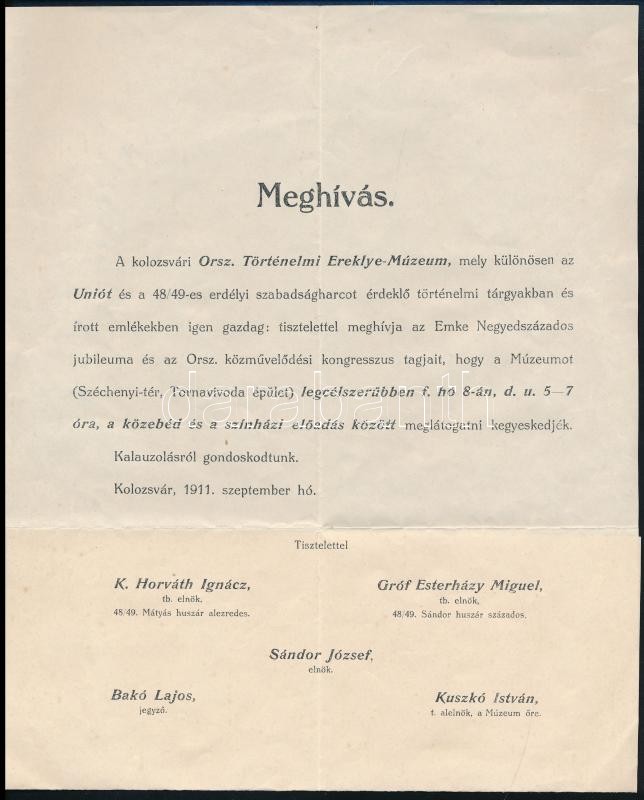 Meghívás.
A kolozsvári Orsz. Történelmi Ereklye-Múzeum, mely különösen az
Uniót és a 48/49-es erdélyi szabadságharcot érdeklő történelmi tárgyakban és
írott emlékekben igen gazdag: tisztelettel meghívja az Emke Negyedszázados
jubileuma és az Orsz. közművelődési kongresszus tagjait, hogy a Múzeumot
(Széchenyi-tér, Tornavivoda épület) legcélszerűbben f. hó 8-án, d. u. 5—7
óra, a közebéd és a színházi előadás között meglátogatni kegyeskedjék.
Kalauzolásról gondoskodtunk.
Kolozsvár, 1911. szeptember hó.
Tisztelettel
K. Horváth Ignácz,
tb. elnök,
48/49. Mátyás huszár alezredes.
Gróf Esterházy Miguel,
tb. elnök,
48/49. Sándor huszár százados.
Sándor József,
elnök.
Bakó Lajos,
jegyző.
Kuszkó István,
t. alelnök, a Múzeum őre.
darabanth